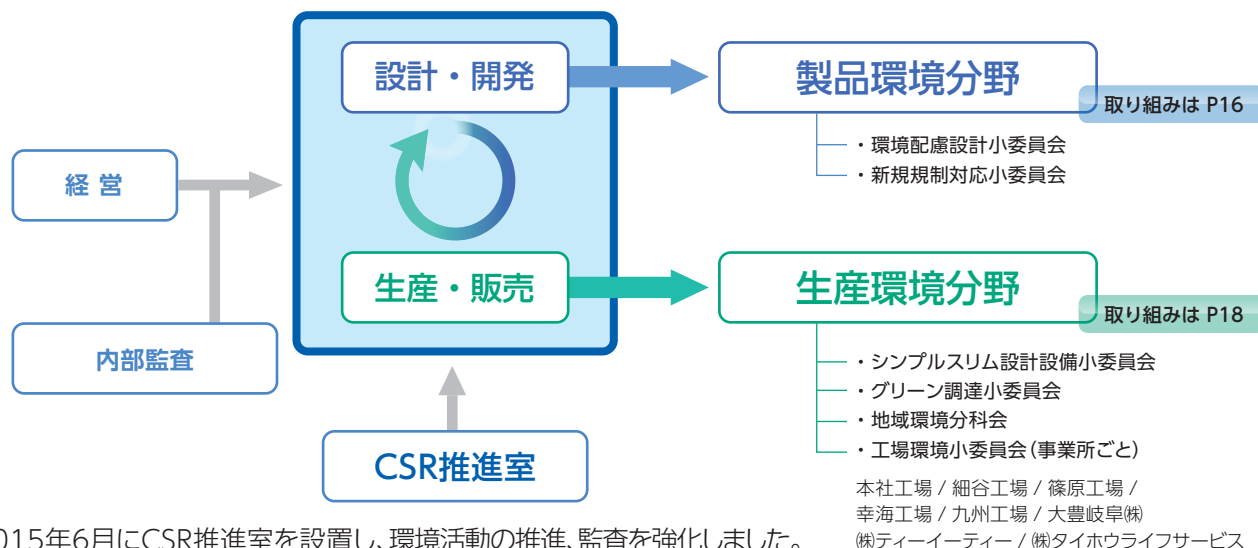 設計・開発
製品環境分野
取り組みは P16
・環境配慮設計小委員会
・新規規制対応小委員会
経 営
生産・販売
生産環境分野
取り組みは P18
内部監査
・シンプルスリム設計設備小委員会
・グリーン調達小委員会
・地域環境分科会
・工場環境小委員会(事業所ごと)
本社工場 / 細谷工場 / 篠原工場 /
幸海工場 / 九州工場 / 大豊岐阜㈱
㈱ティーイーティー / ㈱タイホウライフサービス
CSR推進室
015年6月にCSR推進室を設置し、環境活動の推進、監査を強化しました。